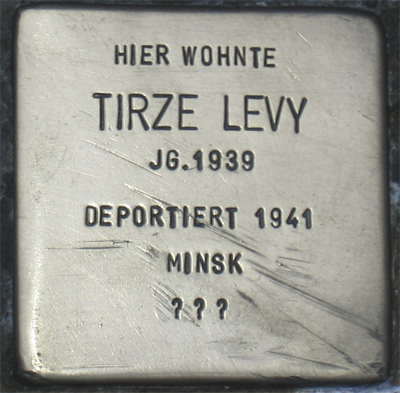 HIER WOHNTE
TIRZE LEVY
JG.1939
DEPORTIERT 1941
MINSK
???